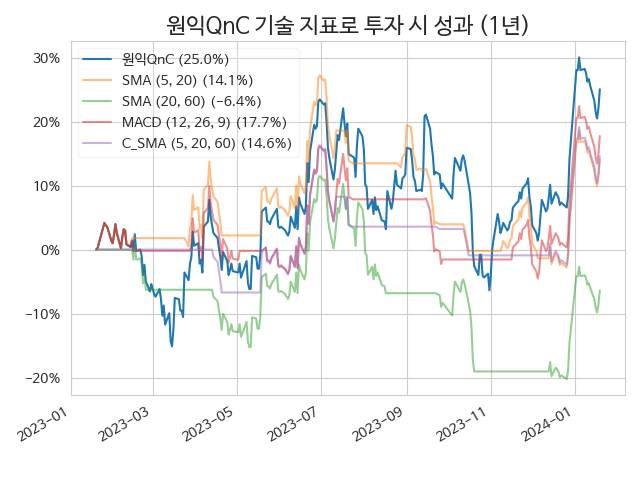 원익QnC 기술 지표로 투자 시 성과 (1년)
원익QnC (25.0%)
SMA (5, 20) (14.1%)
SMA (20, 60) (−6.4%)
MACD (12, 26, 9) (17.7%)
C_SMA (5, 20, 60) (14.6%)
30%
20%
10%
0%
−10%
−20%
2023-01
2023-03
2023-05
2023-07
2023-09
2023-11
2024-01